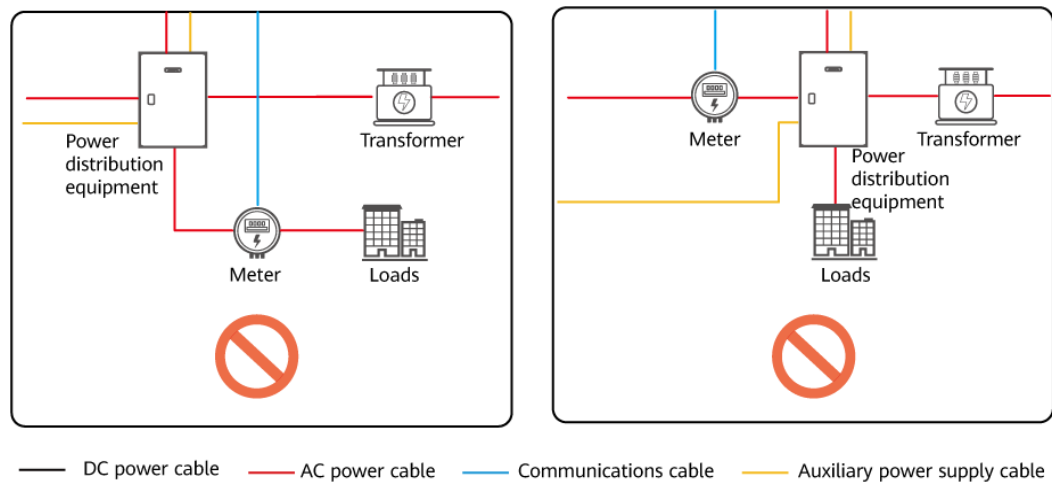 Power
distribution
equipment
Transformer
Meter
Loads
Meter
Power
distribution
equipment
Transformer
Loads
DC power cable
AC power cable
Communications cable
Auxiliary power supply cable